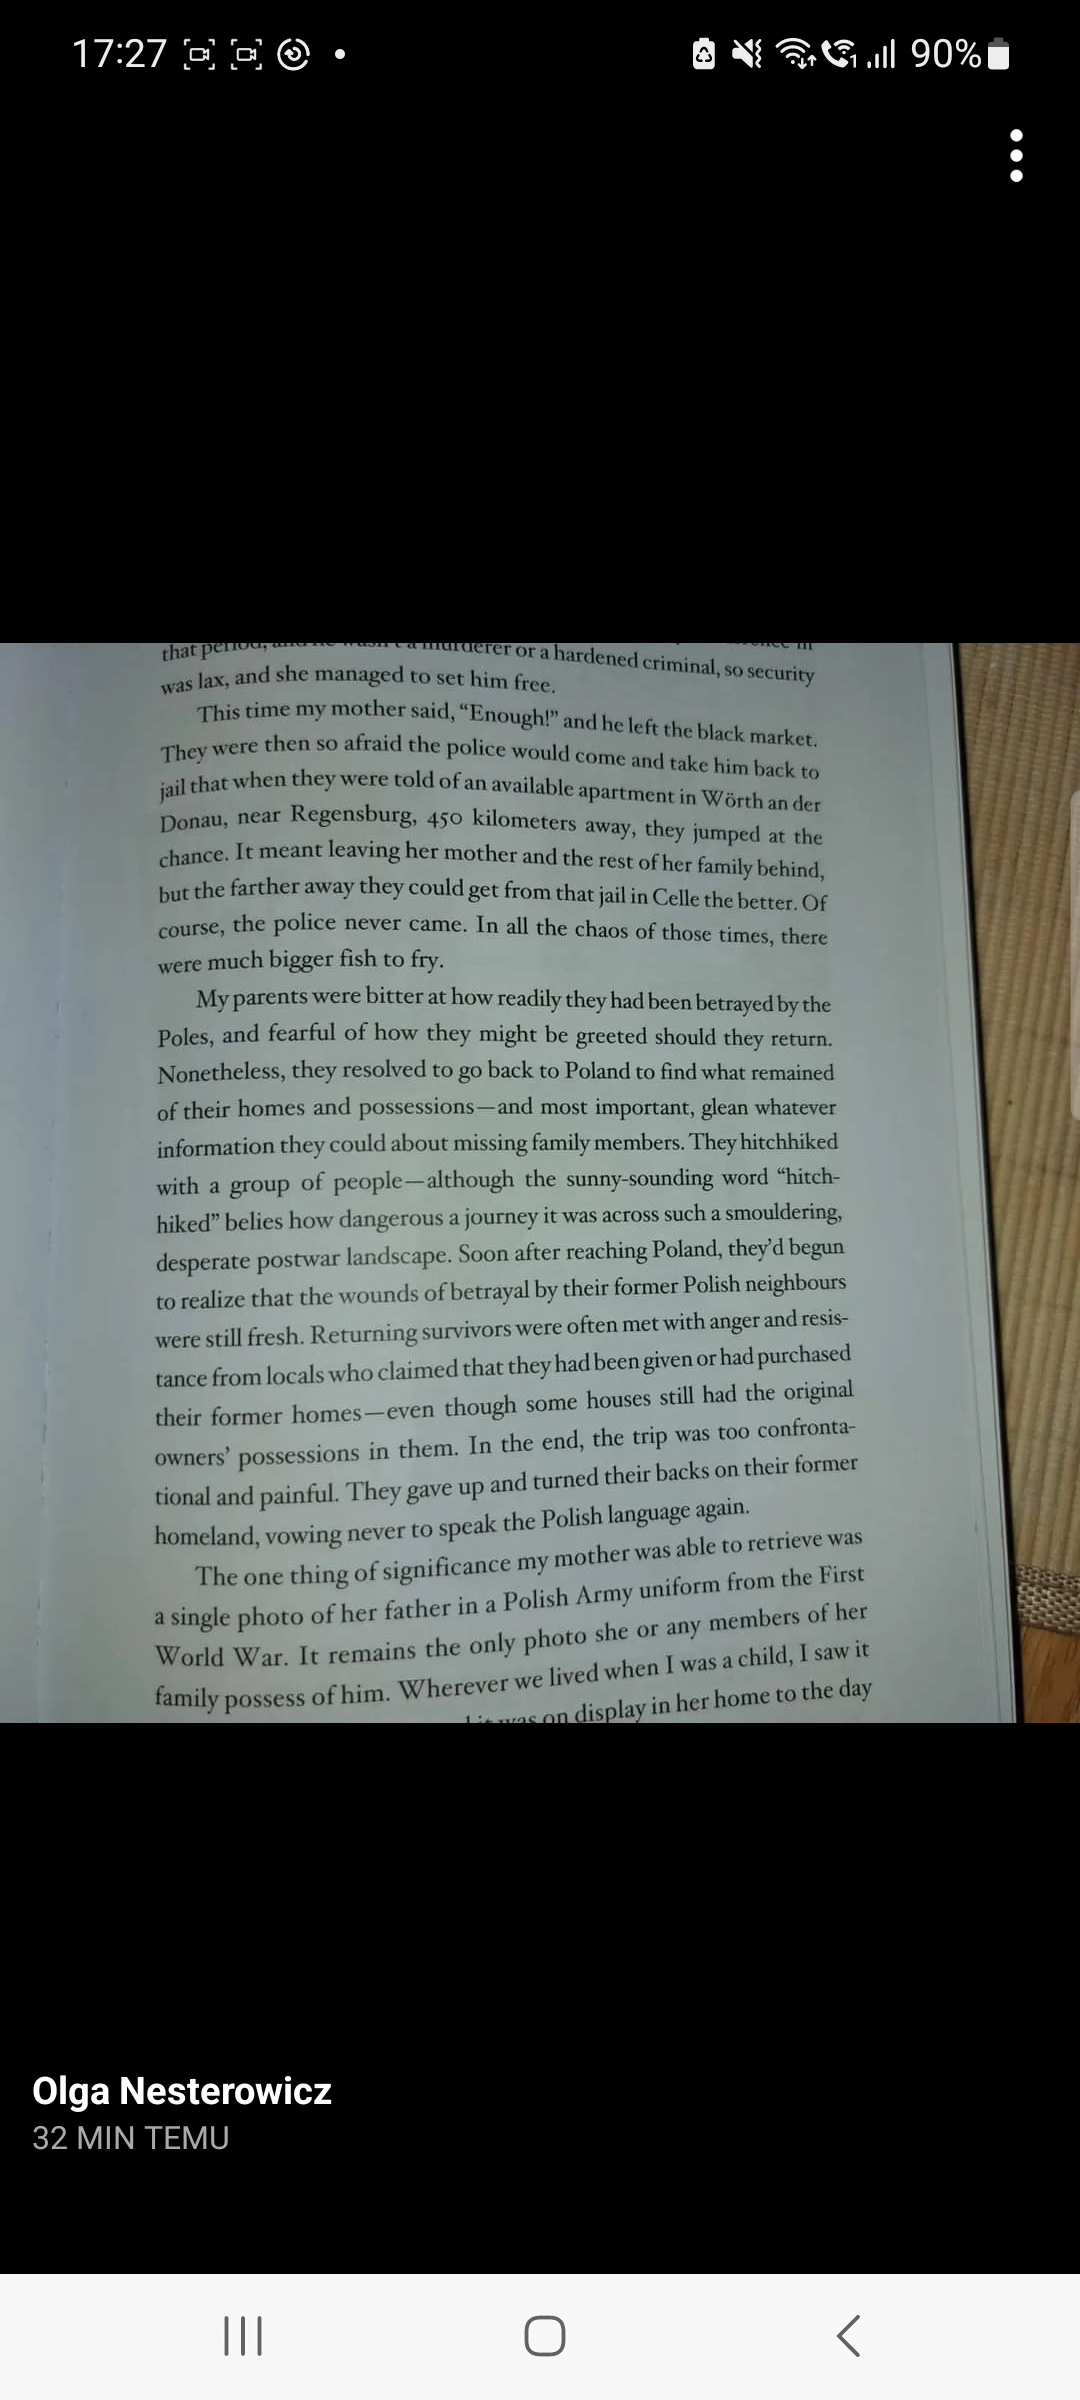 17:27
90%
that period, murderer or a hardened criminal, so security
was lax, and she managed to set him free.
This time my mother said, “Enough!” and he left the black market.
They were then so afraid the police would come and take him back to
jail that when they were told of an available apartment in Wörth an der
Donau, near Regensburg, 450 kilometers away, they jumped at the
chance. It meant leaving her mother and the rest of her family behind,
but the farther away they could get from that jail in Celle the better. Of
course, the police never came. In all the chaos of those times, there
were much bigger fish to fry.
My parents were bitter at how readily they had been betrayed by the
Poles, and fearful of how they might be greeted should they return.
Nonetheless, they resolved to go back to Poland to find what remained
of their homes and possessions—and most important, glean whatever
information they could about missing family members. They hitchhiked
with a group of people—although the sunny-sounding word “hitch-
hiked” belies how dangerous a journey it was across such a smouldering,
desperate postwar landscape. Soon after reaching Poland, they’d begun
to realize that the wounds of betrayal by their former Polish neighbours
were still fresh. Returning survivors were often met with anger and resis-
tance from locals who claimed that they had been given or had purchased
their former homes—even though some houses still had the original
owners’ possessions in them. In the end, the trip was too confronta-
tional and painful. They gave up and turned their backs on their former
homeland, vowing never to speak the Polish language again.
The one thing of significance my mother was able to retrieve was
a single photo of her father in a Polish Army uniform from the First
World War. It remains the only photo she or any members of her
family possess of him. Wherever we lived when I was a child, I saw it
was on display in her home to the day
Olga Nesterowicz
32 MIN TEMU